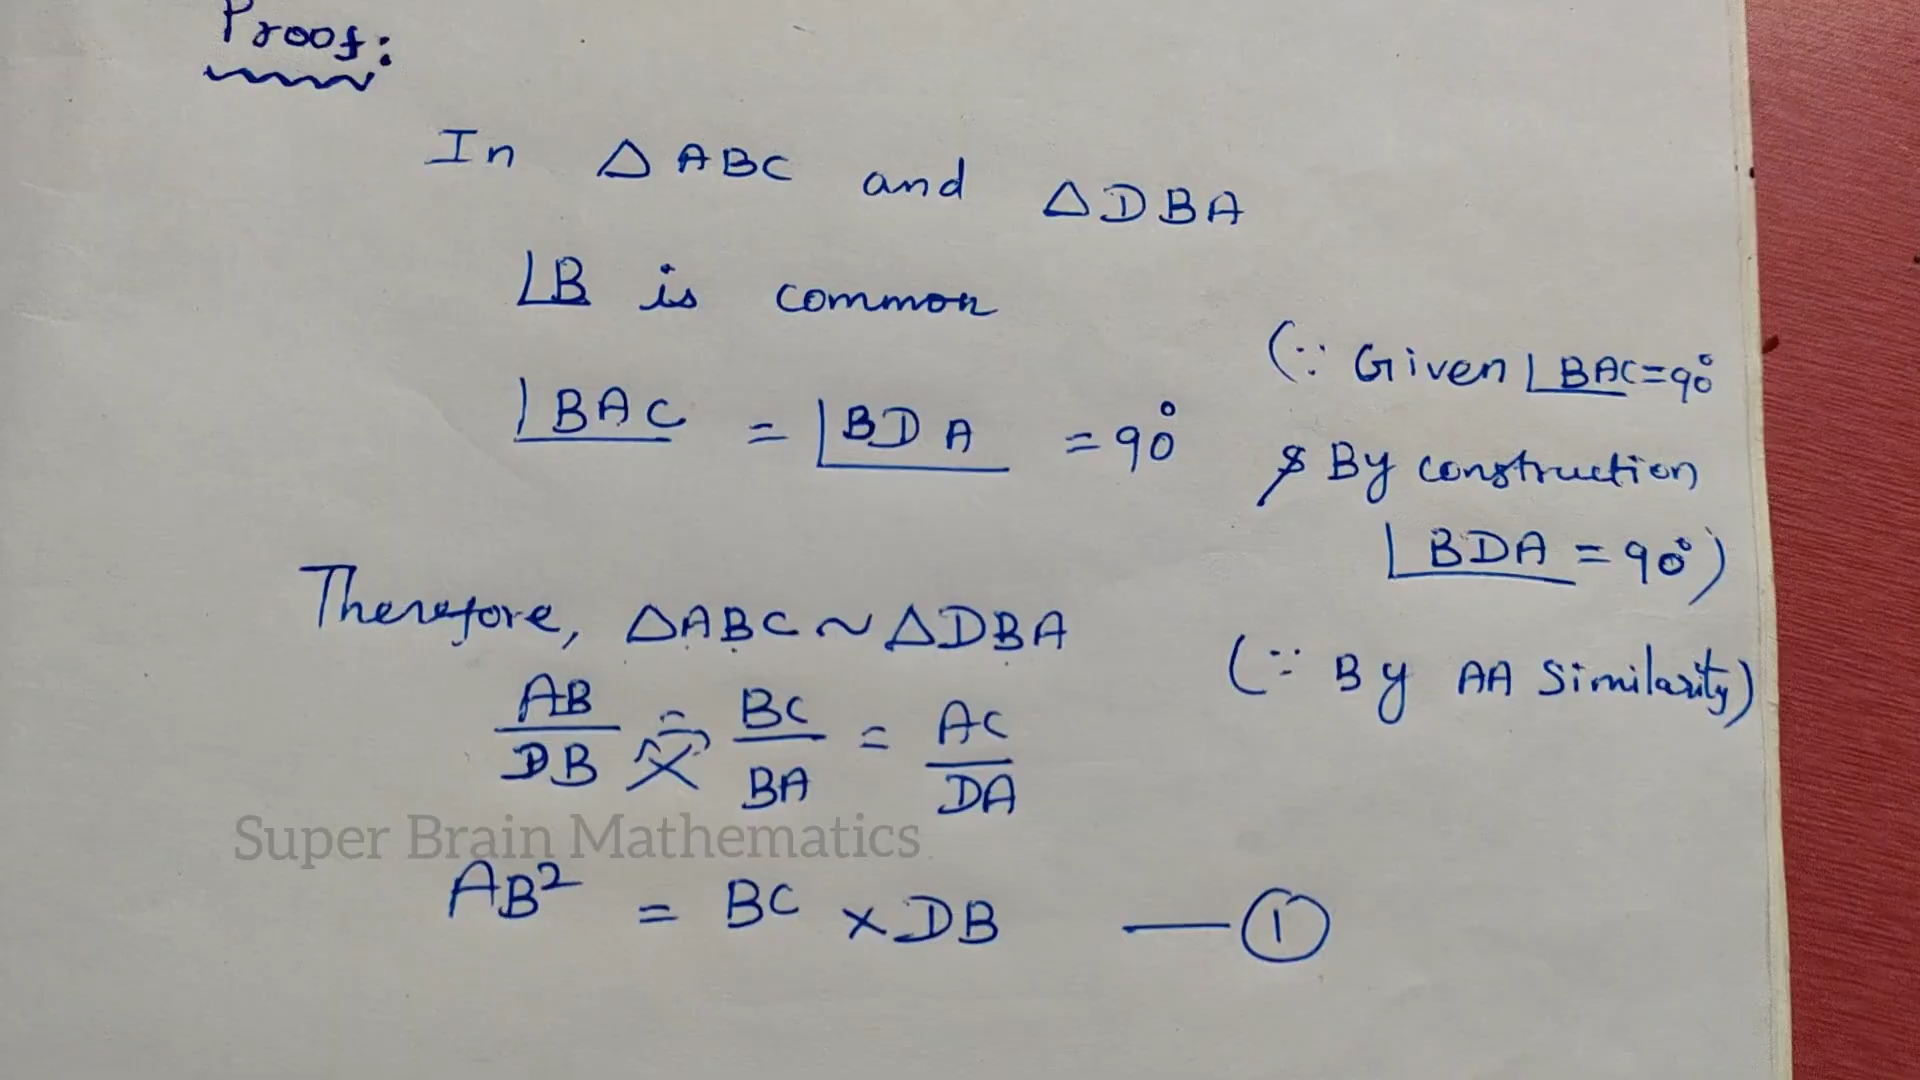 Proof:
In △ABC and △DBA
∠B is common
∠BAC = ∠BDA = 90° (∵ Given ∠BAC=90°
& By construction
∠BDA = 90°)
Therefore, △ABC ~ △DBA (∵ By AA Similarity)
AB/DB = BC/BA = AC/DA
Super Brain Mathematics
AB² = BC × DB — ①